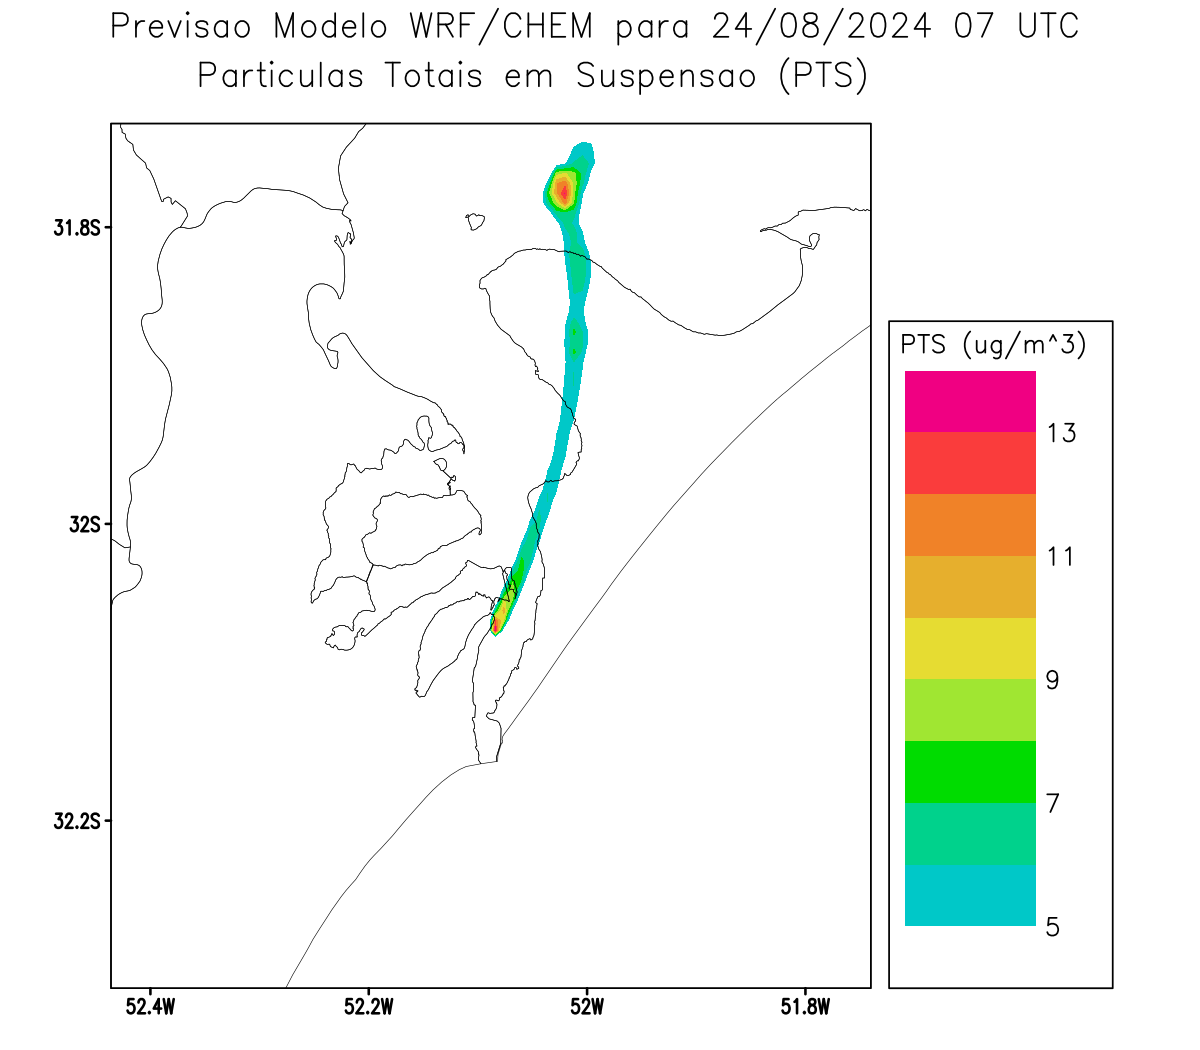 Previsao Modelo WRF/CHEM para 24/08/2024 07 UTC
Particulas Totais em Suspensao (PTS)
31.8S
32S
32.2S
52.4W
52.2W
52W
51.8W
PTS (ug/m^3)
13
11
9
7
5